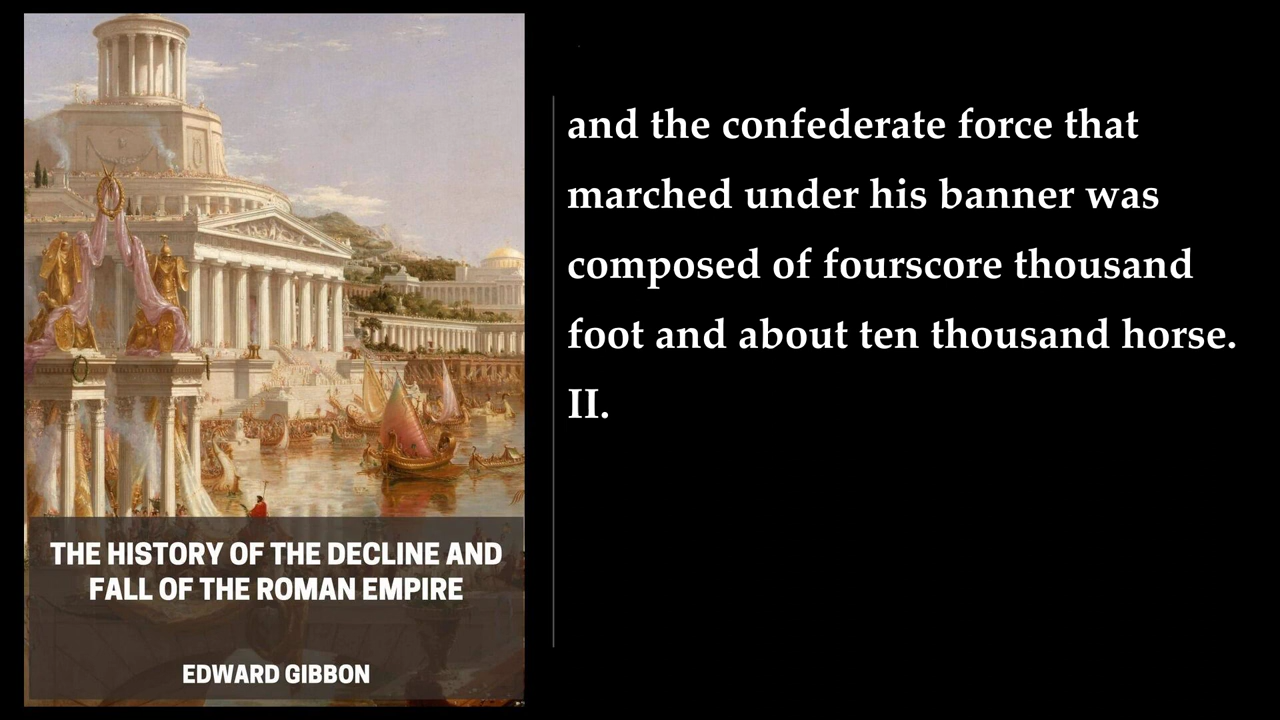 THE HISTORY OF THE DECLINE AND
FALL OF THE ROMAN EMPIRE
EDWARD GIBBON
and the confederate force that
marched under his banner was
composed of fourscore thousand
foot and about ten thousand horse.
II.